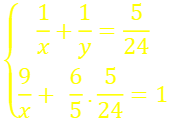 1/x + 1/y = 5/24
9/x + 6/5 . 5/24 = 1